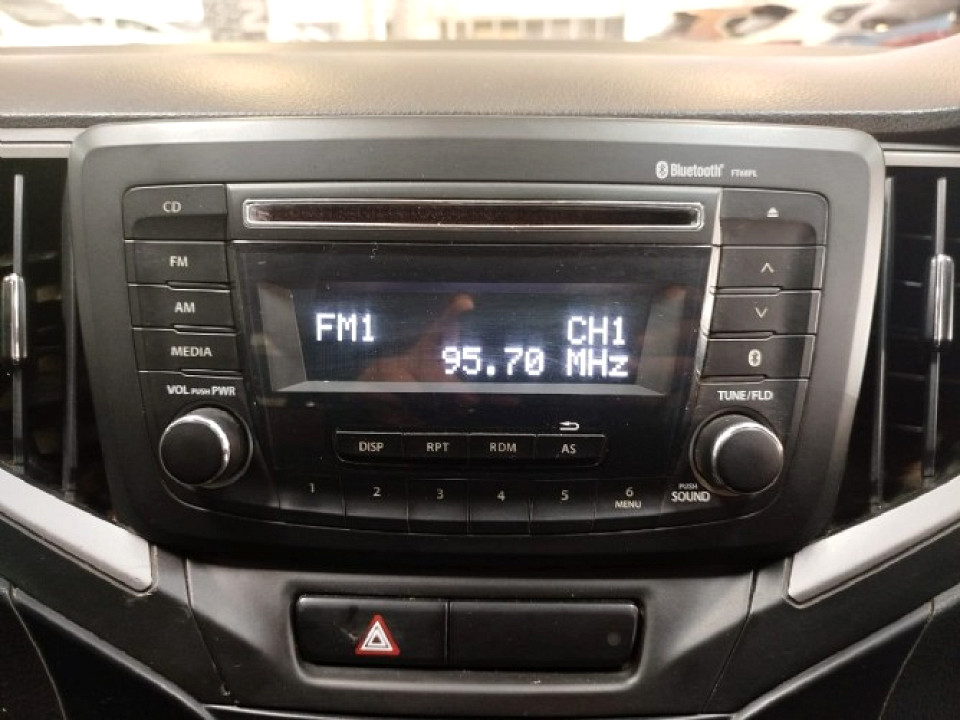 Bluetooth® FT00PL
CD
FM
AM
MEDIA
VOL PUSH PWR
FM1 CH1
95.70 MHz
TUNE/FLD
DISP RPT RDM AS
1 2 3 4 5 6
MENU
PUSH
SOUND